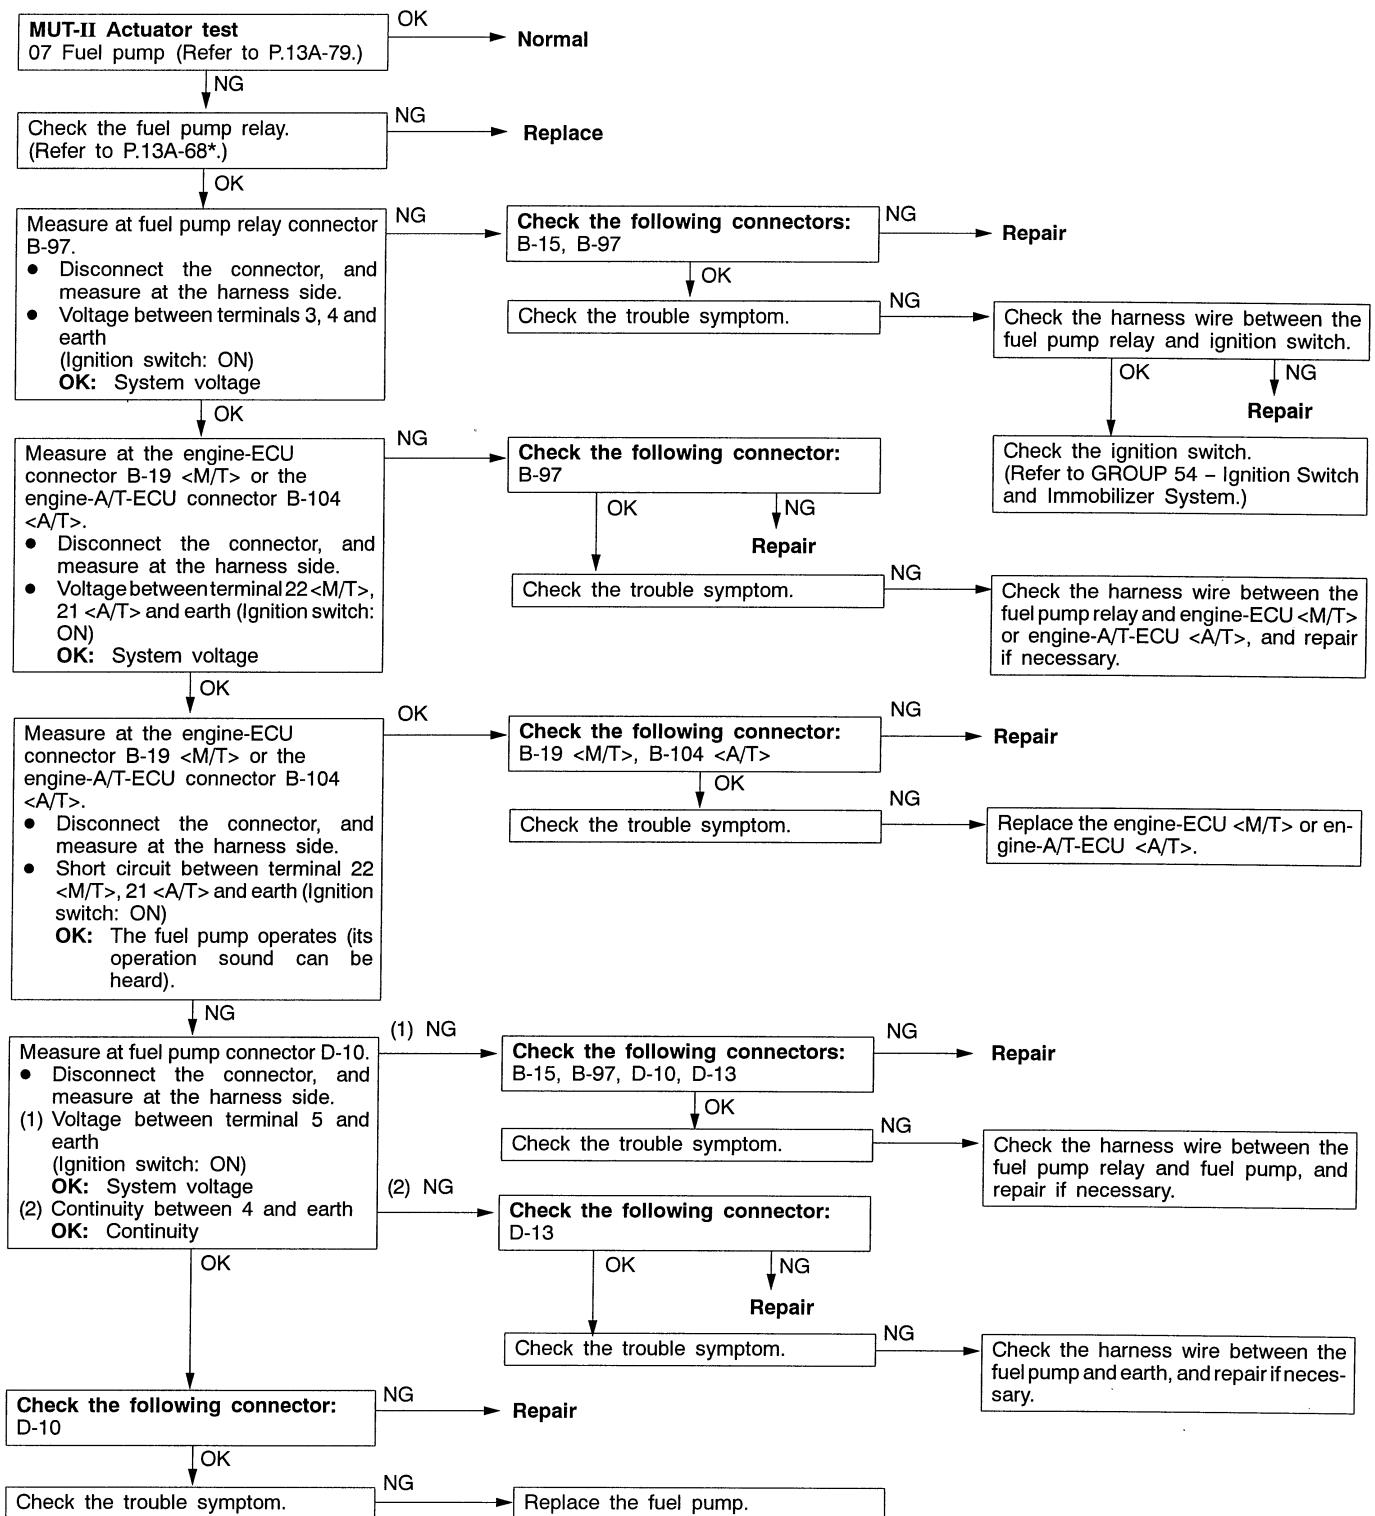 MUT-II Actuator test
07 Fuel pump (Refer to P.13A-79.)
OK
Normal
NG
Check the fuel pump relay.
(Refer to P.13A-68*.)
NG
Replace
OK
Measure at fuel pump relay connector
B-97.
● Disconnect the connector, and
measure at the harness side.
● Voltage between terminals 3, 4 and
earth
(Ignition switch: ON)
OK: System voltage
NG
Check the following connectors:
B-15, B-97
NG
Repair
OK
Check the trouble symptom.
NG
Check the harness wire between the
fuel pump relay and ignition switch.
OK
NG
Repair
Check the ignition switch.
(Refer to GROUP 54 – Ignition Switch
and Immobilizer System.)
OK
Measure at the engine-ECU
connector B-19 <M/T> or the
engine-A/T-ECU connector B-104
<A/T>.
● Disconnect the connector, and
measure at the harness side.
● Voltage between terminal 22 <M/T>,
21 <A/T> and earth (Ignition switch:
ON)
OK: System voltage
NG
Check the following connector:
B-97
OK
NG
Repair
Check the trouble symptom.
NG
Check the harness wire between the
fuel pump relay and engine-ECU <M/T>
or engine-A/T-ECU <A/T>, and repair
if necessary.
OK
Measure at the engine-ECU
connector B-19 <M/T> or the
engine-A/T-ECU connector B-104
<A/T>.
● Disconnect the connector, and
measure at the harness side.
● Short circuit between terminal 22
<M/T>, 21 <A/T> and earth (Ignition
switch: ON)
OK: The fuel pump operates (its
operation sound can be
heard).
OK
Check the following connector:
B-19 <M/T>, B-104 <A/T>
NG
Repair
OK
Check the trouble symptom.
NG
Replace the engine-ECU <M/T> or en-
gine-A/T-ECU <A/T>.
NG
Measure at fuel pump connector D-10.
● Disconnect the connector, and
measure at the harness side.
(1) Voltage between terminal 5 and
earth
(Ignition switch: ON)
OK: System voltage
(2) Continuity between 4 and earth
OK: Continuity
(1) NG
Check the following connectors:
B-15, B-97, D-10, D-13
NG
Repair
OK
Check the trouble symptom.
NG
Check the harness wire between the
fuel pump relay and fuel pump, and
repair if necessary.
(2) NG
Check the following connector:
D-13
OK
NG
Repair
Check the trouble symptom.
NG
Check the harness wire between the
fuel pump and earth, and repair if neces-
sary.
OK
Check the following connector:
D-10
NG
Repair
OK
Check the trouble symptom.
NG
Replace the fuel pump.